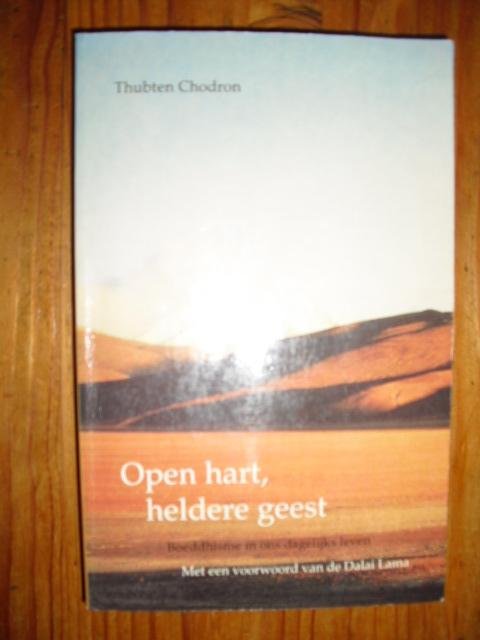 Thubten Chodron
Open hart,
heldere geest
Boeddhisme in ons dagelijks leven
Met een voorwoord van de Dalai Lama